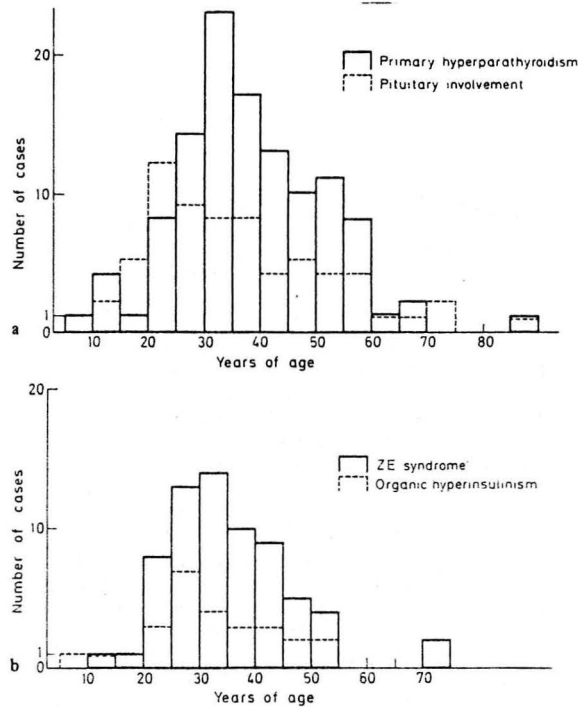 20
Primary hyperparathyroidism
Pituitary involvement
Number of cases
10
1
0
a
10 20 30 40 50 60 70 80
Years of age
20
ZE syndrome
Organic hyperinsulinism
Number of cases
10
1
0
b
10 20 30 40 50 60 70
Years of age